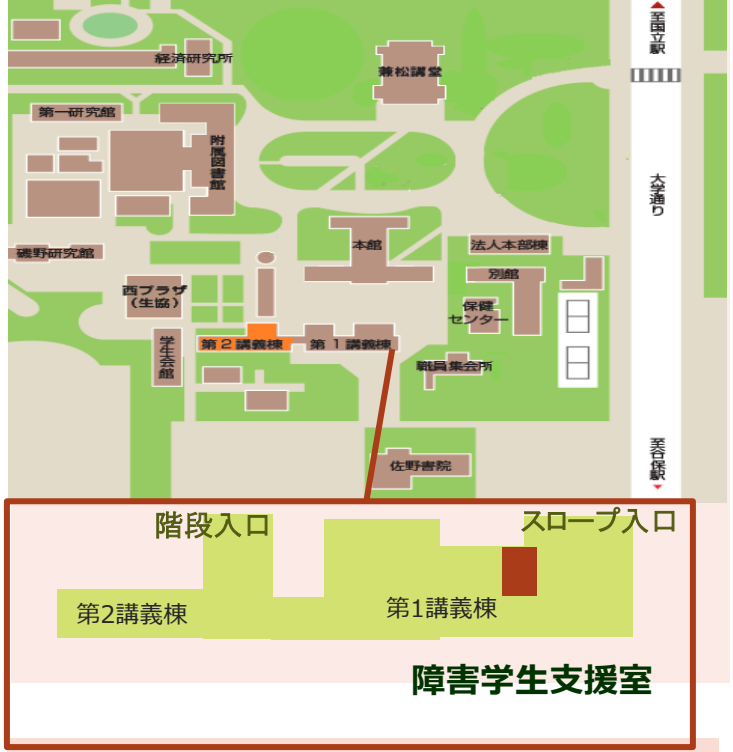 至国立駅
経済研究所
兼松講堂
第一研究館
附属図書館
大学通り
本館
法人本部棟
磯野研究館
別館
西プラザ
（生協）
保健
センター
学生会館
第２講義棟
第１講義棟
職員集会所
佐野書院
至谷保駅
階段入口
スロープ入口
第2講義棟
第1講義棟
障害学生支援室